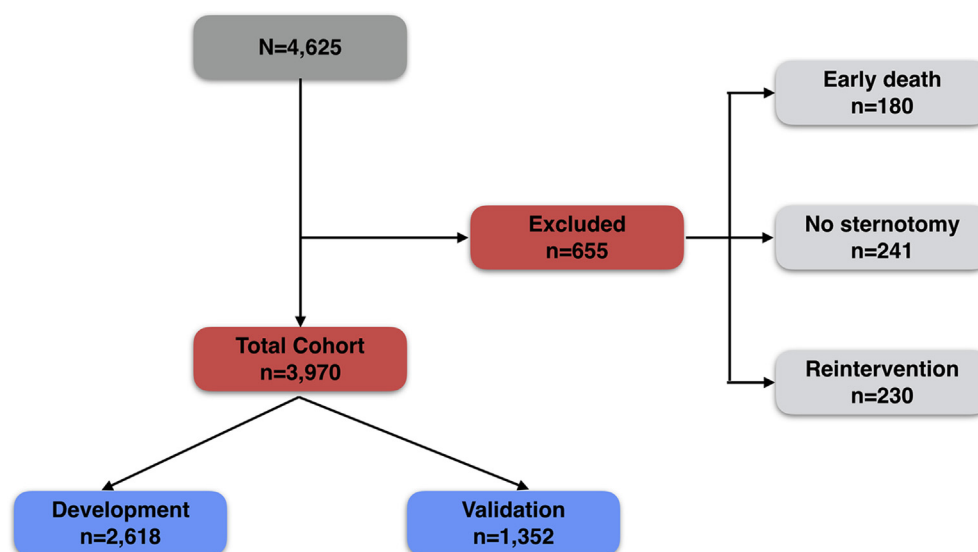 N=4,625
Early death
n=180
Excluded
n=655
No sternotomy
n=241
Total Cohort
n=3,970
Reintervention
n=230
Development
n=2,618
Validation
n=1,352